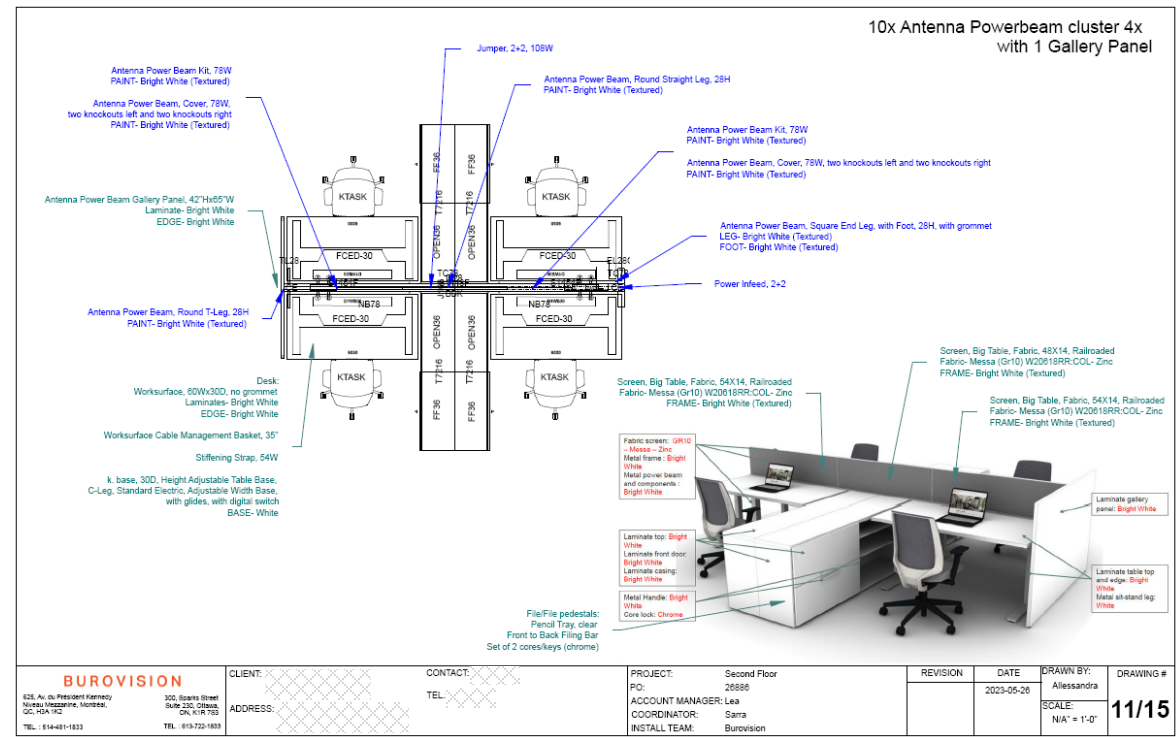 10x Antenna Powerbeam cluster 4x
with 1 Gallery Panel
Jumper, 2+2, 108W
Antenna Power Beam Kit, 78W
PAINT- Bright White (Textured)
Antenna Power Beam, Cover, 78W,
two knockouts left and two knockouts right
PAINT- Bright White (Textured)
Antenna Power Beam, Round Straight Leg, 28H
PAINT- Bright White (Textured)
Antenna Power Beam Kit, 78W
PAINT- Bright White (Textured)
Antenna Power Beam, Cover, 78W, two knockouts left and two knockouts right
PAINT- Bright White (Textured)
Antenna Power Beam Gallery Panel, 42"Hx65"W
Laminate- Bright White
EDGE- Bright White
Antenna Power Beam, Square End Leg, with Foot, 28H, with grommet
LEG- Bright White (Textured)
FOOT- Bright White (Textured)
Power Infeed, 2+2
Antenna Power Beam, Round T-Leg, 28H
PAINT- Bright White (Textured)
FF36
FF36
T7216
T7216
OPEN36
OPEN36
KTASK
KTASK
FCED-30
FCED-30
TL28
NB78
NB78
FCED-30
FCED-30
OPEN36
OPEN36
T7216
T7216
FF36
FF36
KTASK
KTASK
Desk:
Worksurface, 60Wx30D, no grommet
Laminates- Bright White
EDGE- Bright White
Worksurface Cable Management Basket, 35"
Stiffening Strap, 54W
k. base, 30D, Height Adjustable Table Base,
C-Leg, Standard Electric, Adjustable Width Base,
with glides, with digital switch
BASE- White
Screen, Big Table, Fabric, 48X14, Railroaded
Fabric- Messa (Gr10) W20618RR:COL- Zinc
FRAME- Bright White (Textured)
Screen, Big Table, Fabric, 54X14, Railroaded
Fabric- Messa (Gr10) W20618RR:COL- Zinc
FRAME- Bright White (Textured)
Screen, Big Table, Fabric, 54X14, Railroaded
Fabric- Messa (Gr10) W20618RR:COL- Zinc
FRAME- Bright White (Textured)
Fabric screen: GR10
– Messa – Zinc
Metal frame : Bright
White
Metal power beam
and components :
Bright White
Laminate top: Bright
White
Laminate front door:
Bright White
Laminate casing:
Bright White
Metal Handle: Bright
White
Core lock: Chrome
Laminate gallery
panel: Bright White
Laminate table top
and edge: Bright
White
Metal sit-stand leg:
White
File/File pedestals:
Pencil Tray, clear
Front to Back Filing Bar
Set of 2 cores/keys (chrome)
BUROVISION
625, Av. du Président Kennedy
Niveau Mezzanine, Montréal,
QC, H3A 1K2
TEL. : 514-481-1833
300, Sparks Street
Suite 230, Ottawa,
ON, K1R 7S3
TEL. : 613-722-1833
CLIENT:
ADDRESS:
CONTACT:
TEL.
PROJECT: Second Floor
PO: 26886
ACCOUNT MANAGER: Lea
COORDINATOR: Sarra
INSTALL TEAM: Burovision
REVISION
DATE
2023-05-26
DRAWN BY:
Allessandra
SCALE:
N/A" = 1'-0"
DRAWING #
11/15